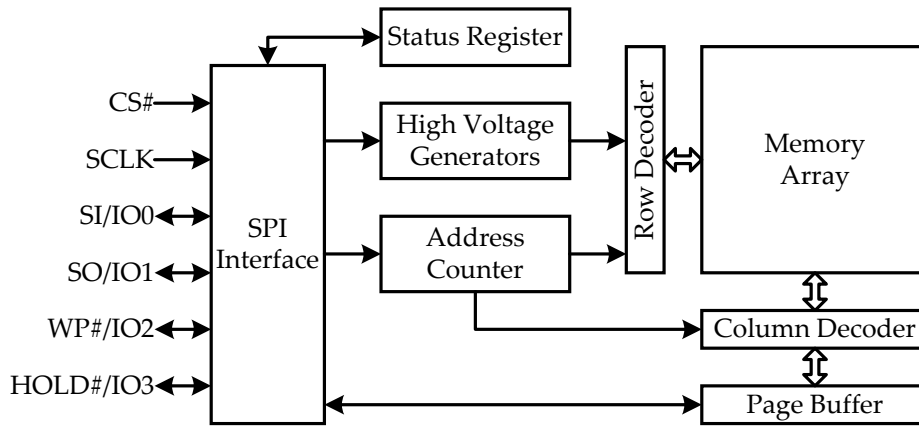 Status Register
CS#
SCLK
SI/IO0
SO/IO1
WP#/IO2
HOLD#/IO3
SPI
Interface
High Voltage
Generators
Address
Counter
Row Decoder
Memory
Array
Column Decoder
Page Buffer